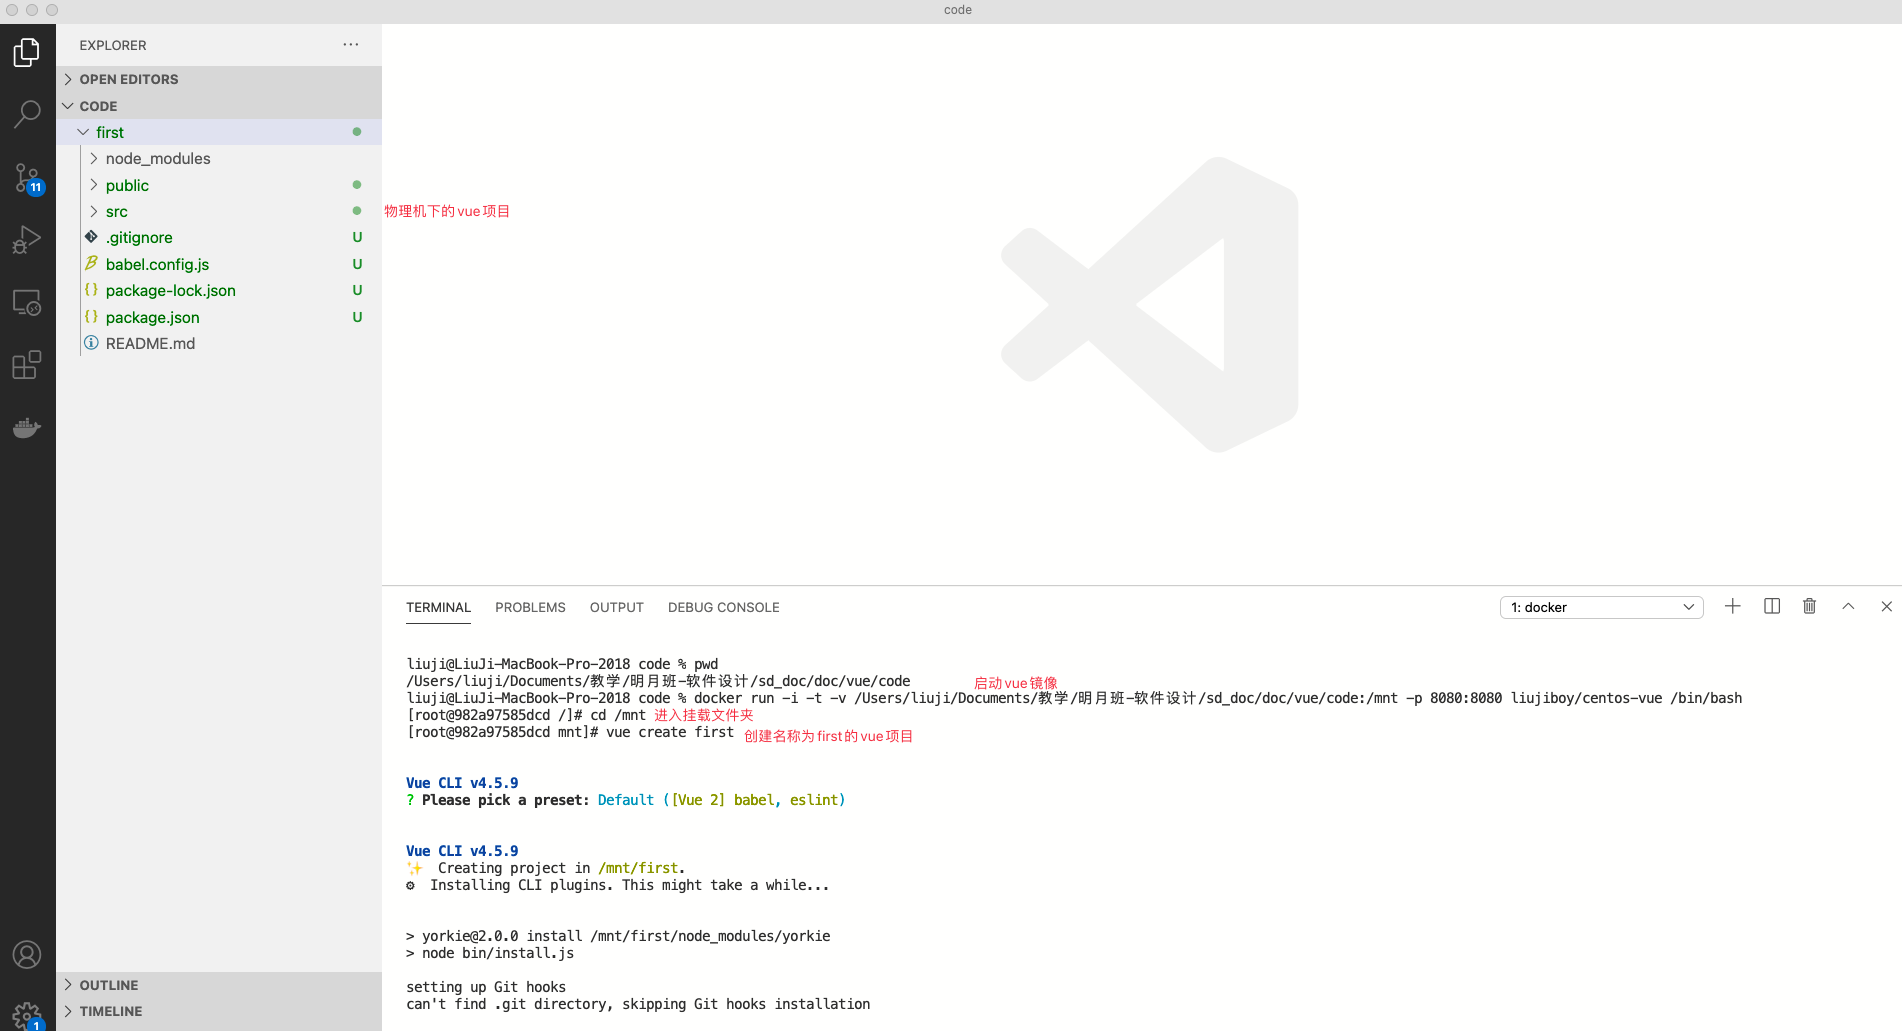 code
EXPLORER
OPEN EDITORS
CODE
first
node_modules
public
src
物理机下的vue项目
.gitignore U
babel.config.js U
package-lock.json U
package.json U
README.md
11
TERMINAL PROBLEMS OUTPUT DEBUG CONSOLE 1: docker
liuji@LiuJi-MacBook-Pro-2018 code % pwd
/Users/liuji/Documents/教学/明月班-软件设计/sd_doc/doc/vue/code
启动vue镜像
liuji@LiuJi-MacBook-Pro-2018 code % docker run -i -t -v /Users/liuji/Documents/教学/明月班-软件设计/sd_doc/doc/vue/code:/mnt -p 8080:8080 liujiboy/centos-vue /bin/bash
[root@982a97585dcd /]# cd /mnt 进入挂载文件夹
[root@982a97585dcd mnt]# vue create first 创建名称为first的vue项目
Vue CLI v4.5.9
? Please pick a preset: Default ([Vue 2] babel, eslint)
Vue CLI v4.5.9
✨ Creating project in /mnt/first.
⚙ Installing CLI plugins. This might take a while...
> yorkie@2.0.0 install /mnt/first/node_modules/yorkie
> node bin/install.js
setting up Git hooks
can't find .git directory, skipping Git hooks installation
OUTLINE
TIMELINE
1